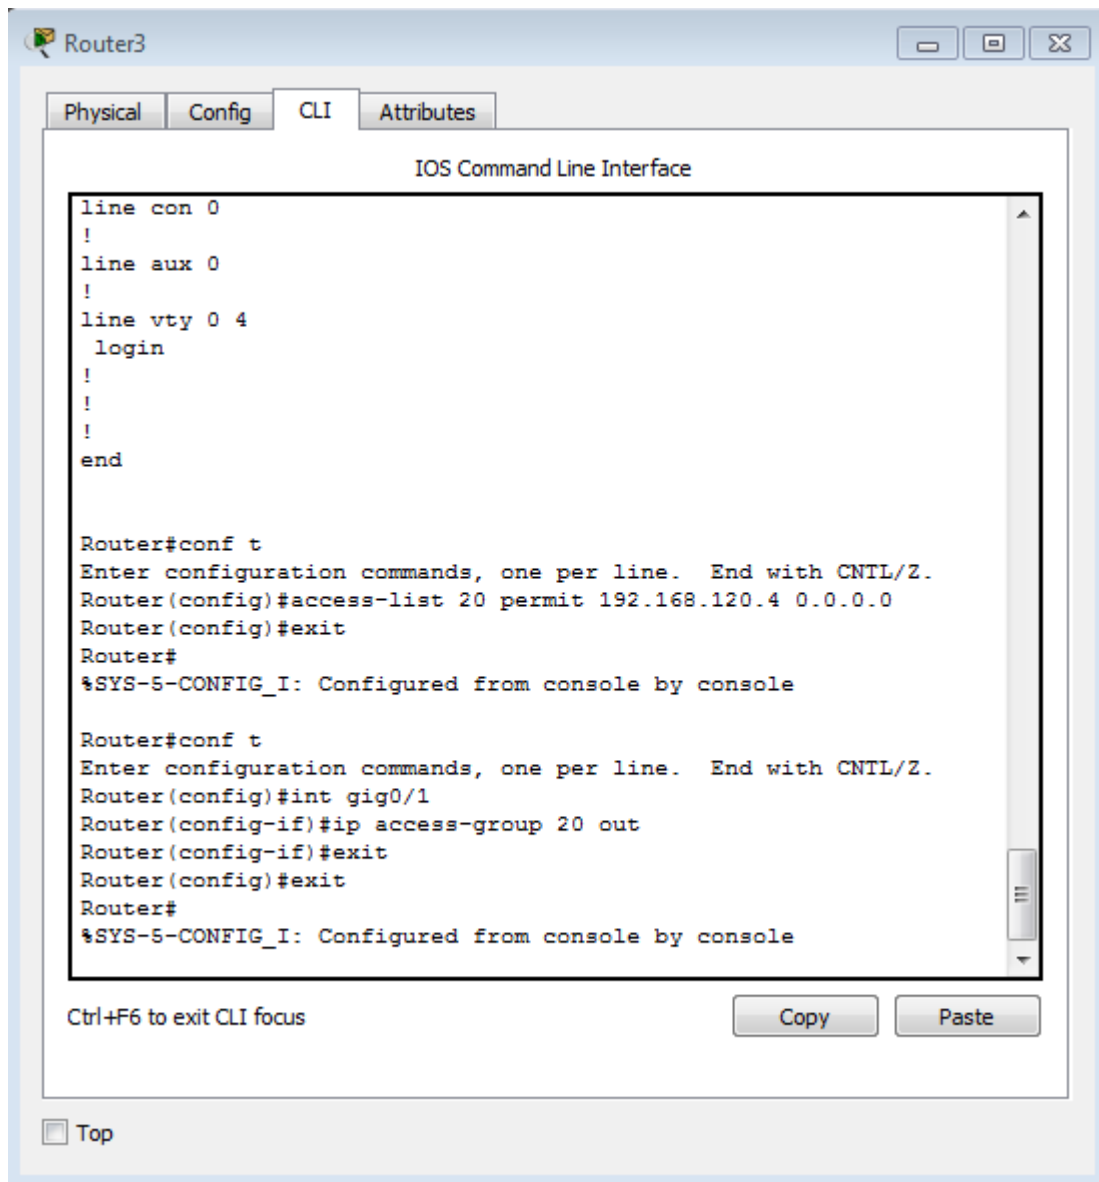 Router3
Physical Config CLI Attributes
IOS Command Line Interface
line con 0
!
line aux 0
!
line vty 0 4
 login
!
!
!
end
Router#conf t
Enter configuration commands, one per line.  End with CNTL/Z.
Router(config)#access-list 20 permit 192.168.120.4 0.0.0.0
Router(config)#exit
Router#
%SYS-5-CONFIG_I: Configured from console by console
Router#conf t
Enter configuration commands, one per line.  End with CNTL/Z.
Router(config)#int gig0/1
Router(config-if)#ip access-group 20 out
Router(config-if)#exit
Router(config)#exit
Router#
%SYS-5-CONFIG_I: Configured from console by console
Ctrl+F6 to exit CLI focus Copy Paste
Top